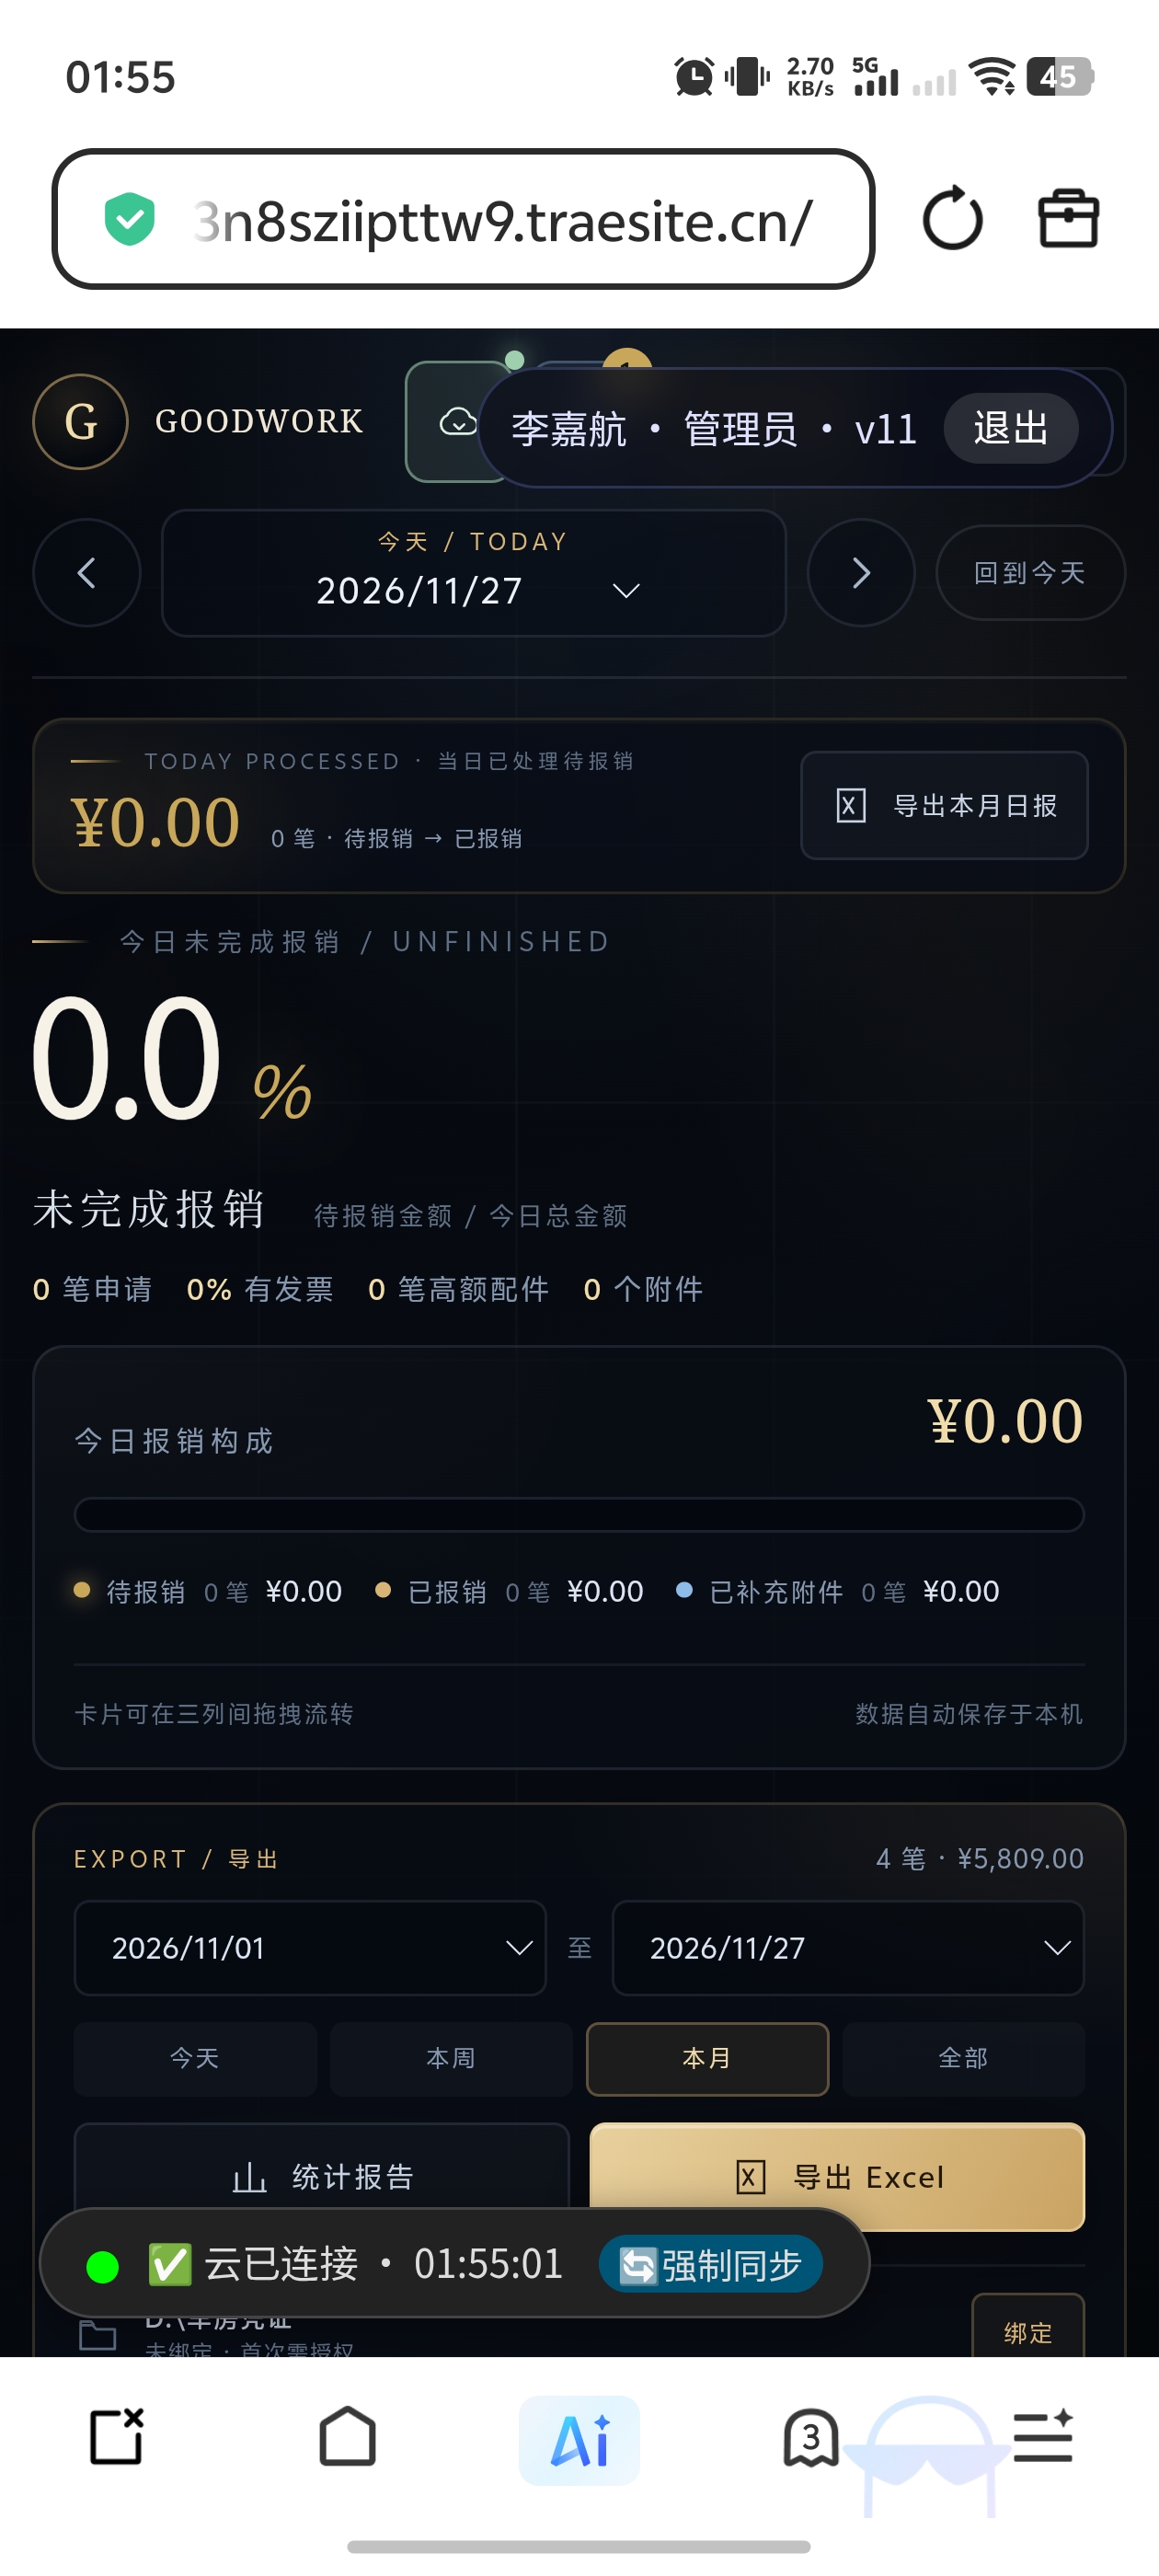 01:55
2.70 KB/s 5G 45
3n8sziipttw9.traesite.cn/
G GOODWORK
李嘉航 · 管理员 · v11 退出
今天 / TODAY
2026/11/27
回到今天
TODAY PROCESSED · 当日已处理待报销
¥0.00 0 笔 · 待报销 → 已报销
导出本月日报
今日未完成报销 / UNFINISHED
0.0 %
未完成报销 待报销金额 / 今日总金额
0 笔申请 0% 有发票 0 笔高额配件 0 个附件
今日报销构成 ¥0.00
待报销 0 笔 ¥0.00 已报销 0 笔 ¥0.00 已补充附件 0 笔 ¥0.00
卡片可在三列间拖拽流转 数据自动保存于本机
EXPORT / 导出 4 笔 · ¥5,809.00
2026/11/01 至 2026/11/27
今天 本周 本月 全部
统计报告 导出 Excel
✅ 云已连接 · 01:55:01 🔄强制同步
未绑定 · 首次需授权
绑定
Ai 3